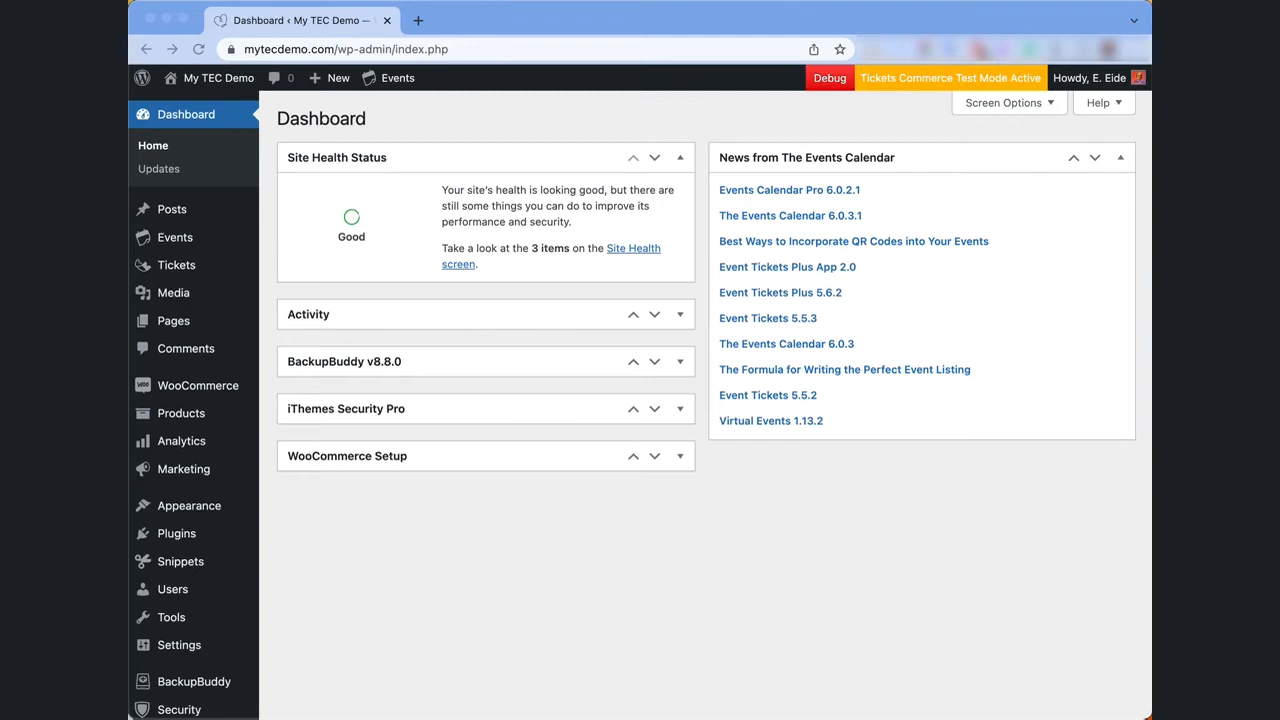 Dashboard ‹ My TEC Demo —
mytecdemo.com/wp-admin/index.php
My TEC Demo 0 New Events Debug Tickets Commerce Test Mode Active Howdy, E. Eide
Screen Options Help
Dashboard
Home
Updates
Posts
Events
Tickets
Media
Pages
Comments
WooCommerce
Products
Analytics
Marketing
Appearance
Plugins
Snippets
Users
Tools
Settings
BackupBuddy
Security
Dashboard
Site Health Status
Good
Your site's health is looking good, but there are
still some things you can do to improve its
performance and security.
Take a look at the 3 items on the Site Health
screen.
Activity
BackupBuddy v8.8.0
iThemes Security Pro
WooCommerce Setup
News from The Events Calendar
Events Calendar Pro 6.0.2.1
The Events Calendar 6.0.3.1
Best Ways to Incorporate QR Codes into Your Events
Event Tickets Plus App 2.0
Event Tickets Plus 5.6.2
Event Tickets 5.5.3
The Events Calendar 6.0.3
The Formula for Writing the Perfect Event Listing
Event Tickets 5.5.2
Virtual Events 1.13.2